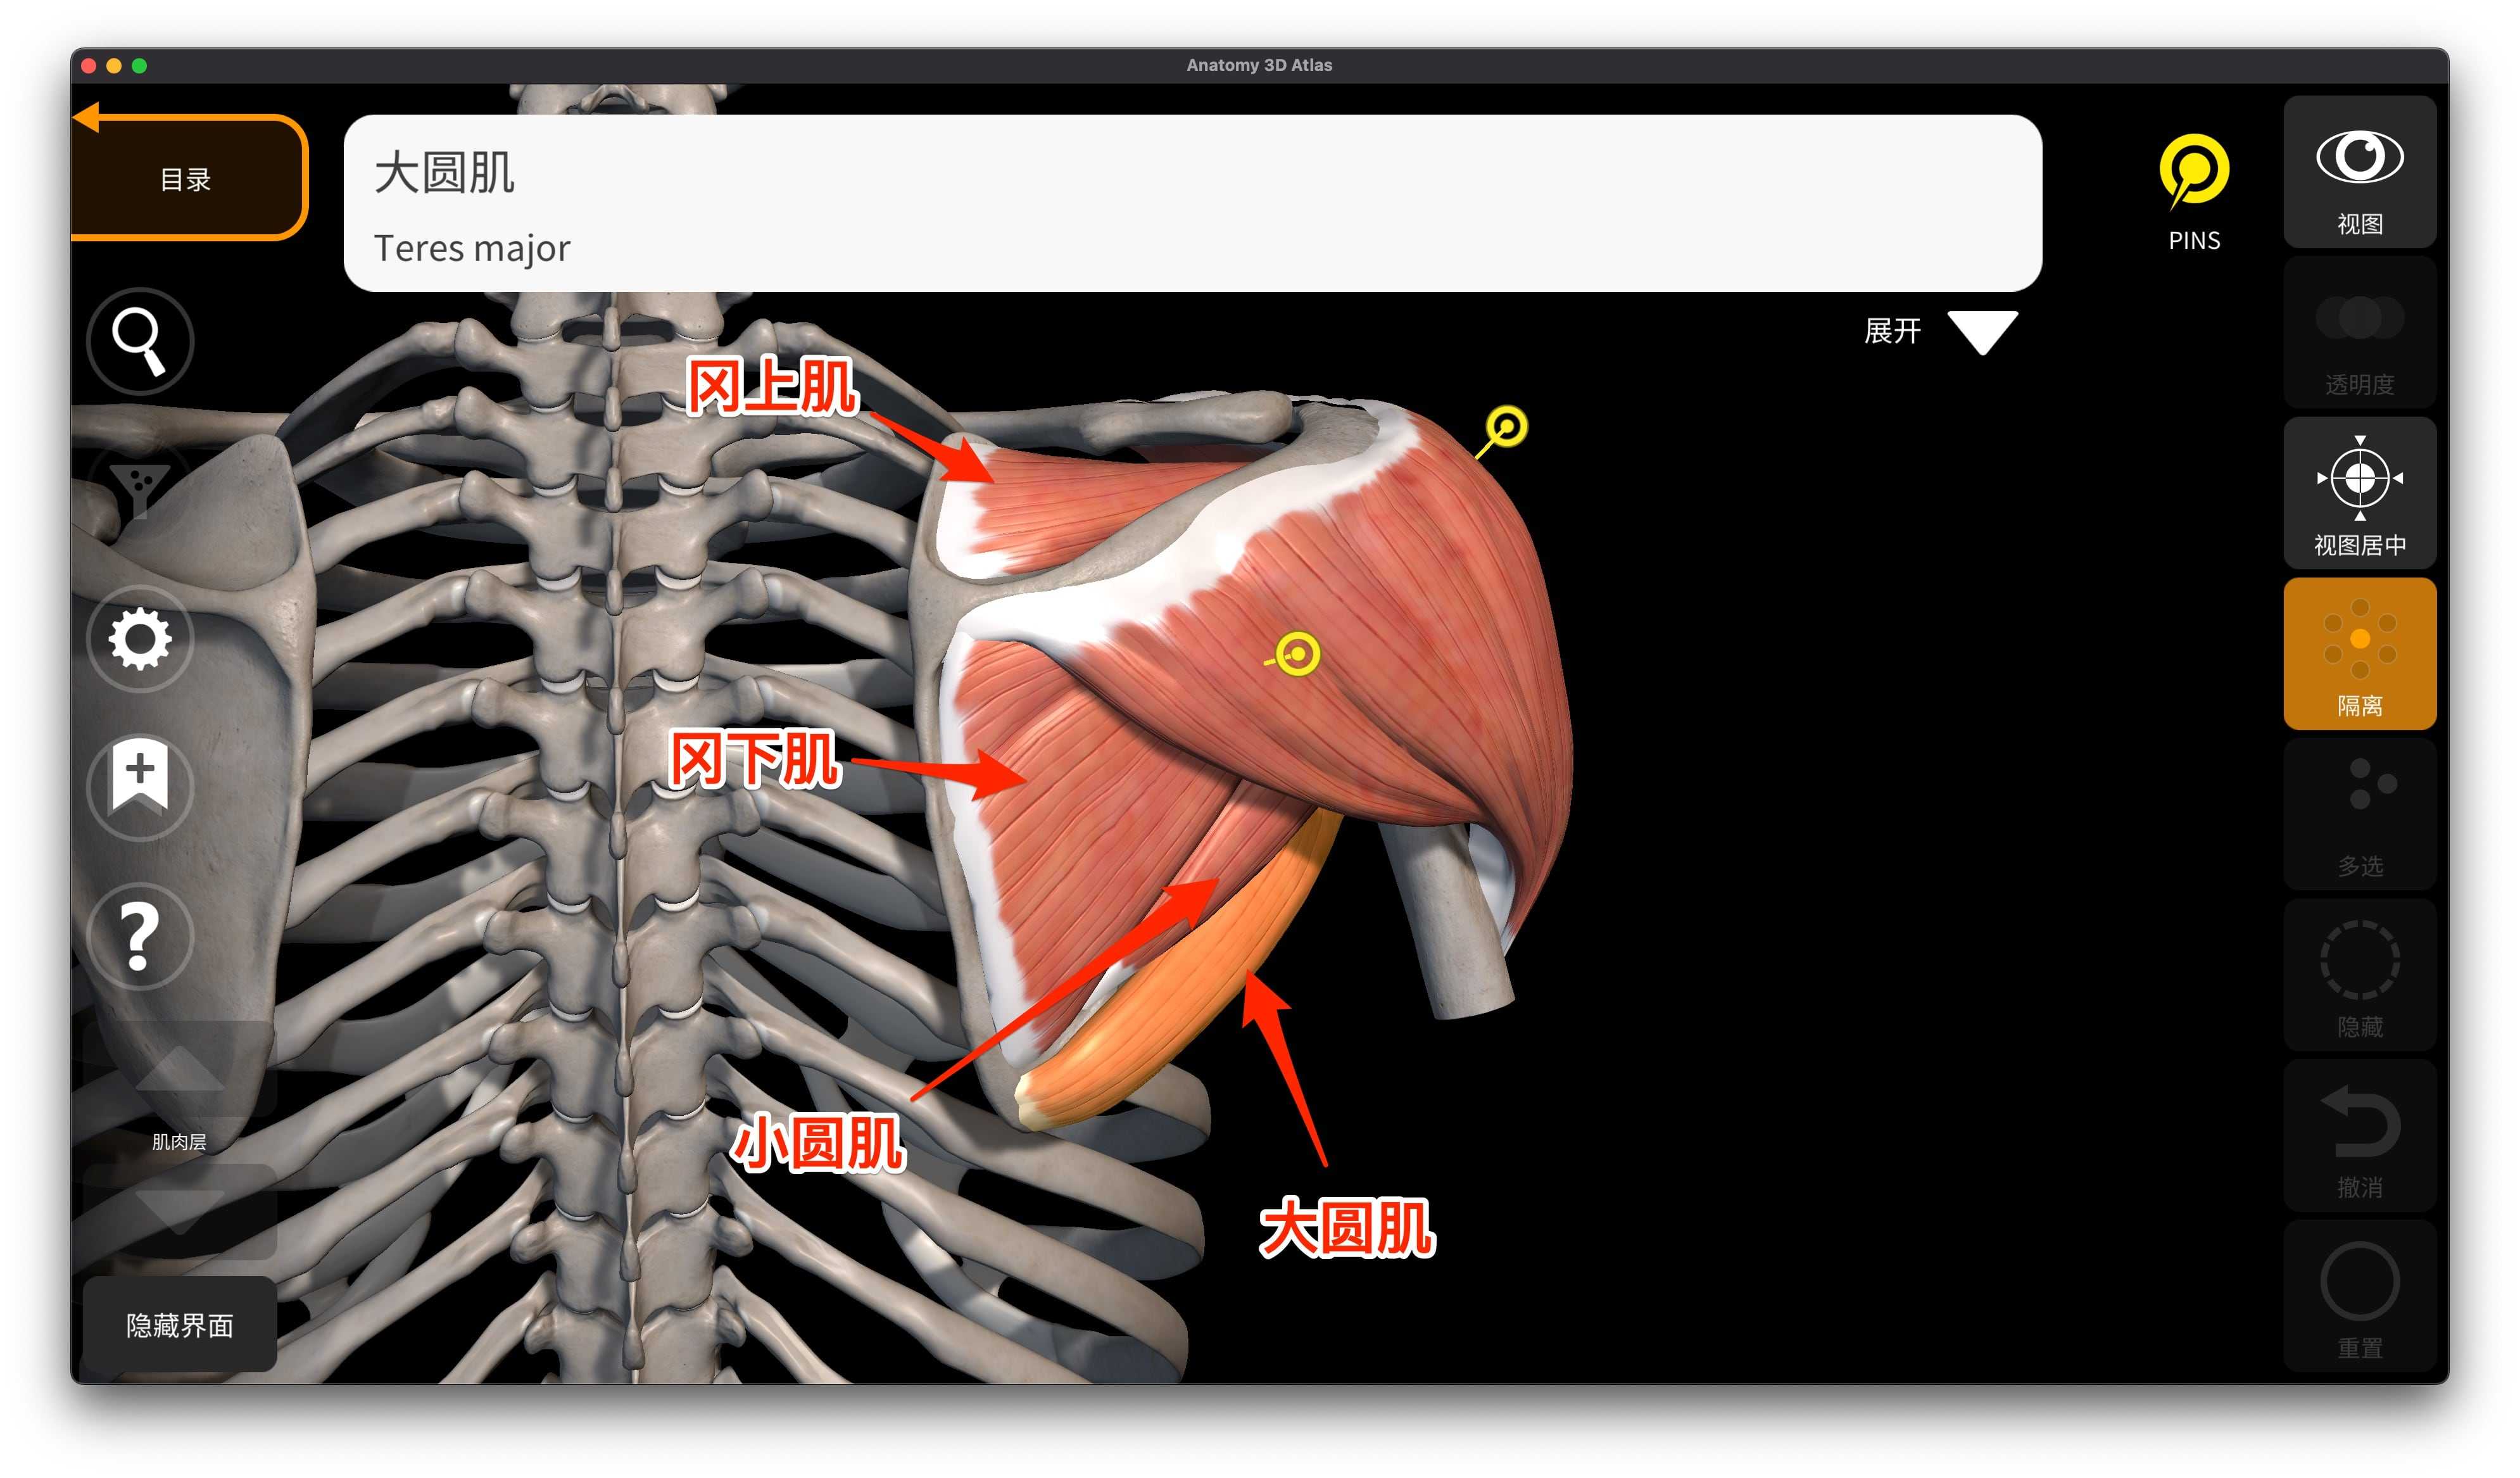 Anatomy 3D Atlas
目录
大圆肌
Teres major
PINS
视图
展开
透明度
冈上肌
视图居中
隔离
冈下肌
多选
隐藏
小圆肌
肌肉层
撤消
大圆肌
隐藏界面
重置